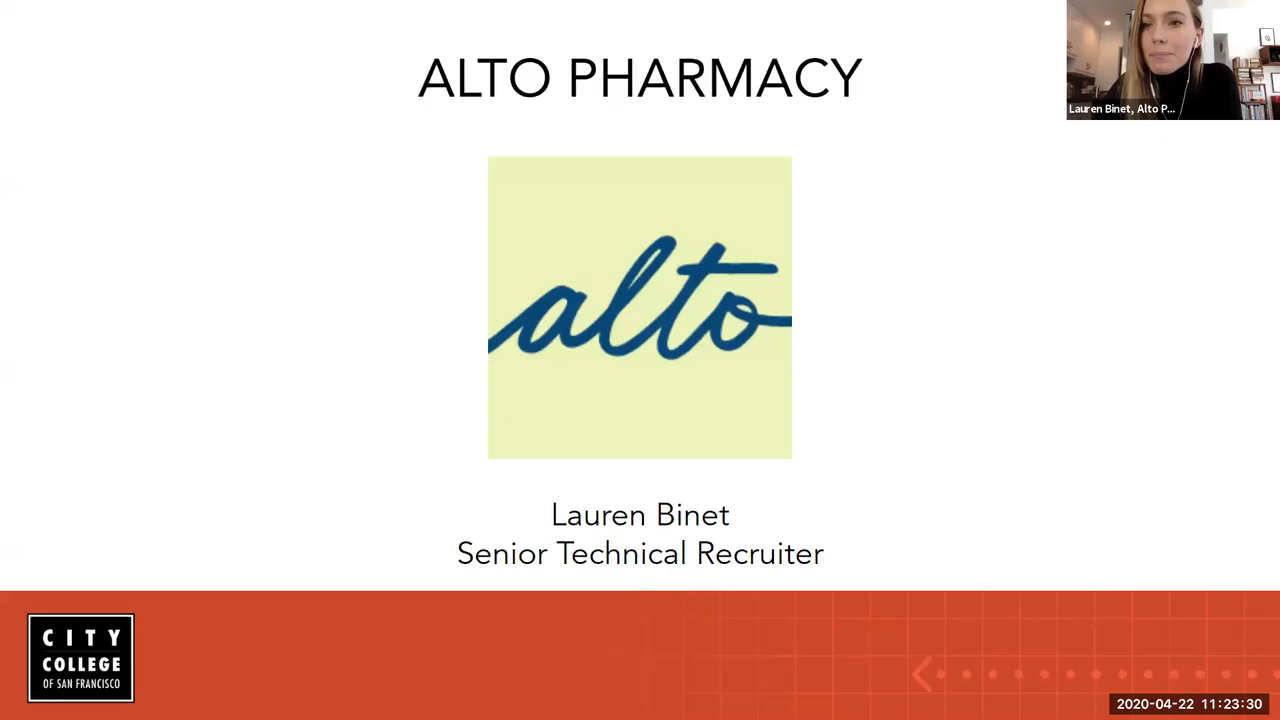 ALTO PHARMACY
Lauren Binet, Alto P...
alto
Lauren Binet
Senior Technical Recruiter
CITY
COLLEGE
OF SAN FRANCISCO
2020-04-22 11:23:30